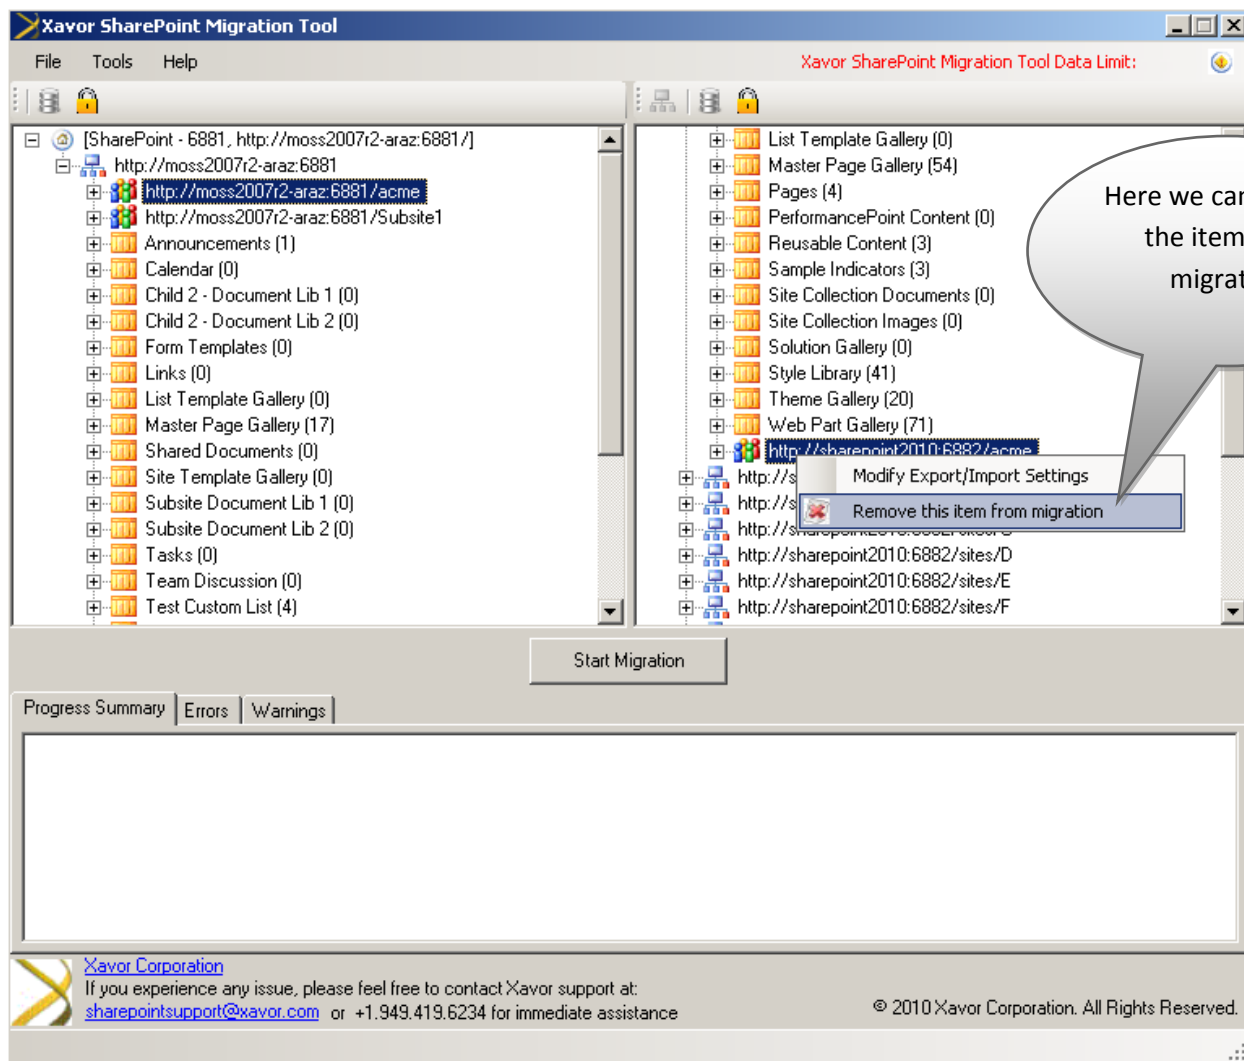 Xavor SharePoint Migration Tool
File Tools Help
Xavor SharePoint Migration Tool Data Limit:
[SharePoint - 6881, http://moss2007r2-araz:6881/]
http://moss2007r2-araz:6881
http://moss2007r2-araz:6881/acme
http://moss2007r2-araz:6881/Subsite1
Announcements (1)
Calendar (0)
Child 2 - Document Lib 1 (0)
Child 2 - Document Lib 2 (0)
Form Templates (0)
Links (0)
List Template Gallery (0)
Master Page Gallery (17)
Shared Documents (0)
Site Template Gallery (0)
Subsite Document Lib 1 (0)
Subsite Document Lib 2 (0)
Tasks (0)
Team Discussion (0)
Test Custom List (4)
List Template Gallery (0)
Master Page Gallery (54)
Pages (4)
PerformancePoint Content (0)
Reusable Content (3)
Sample Indicators (3)
Site Collection Documents (0)
Site Collection Images (0)
Solution Gallery (0)
Style Library (41)
Theme Gallery (20)
Web Part Gallery (71)
http://sharepoint2010:6882/acme
http://s
http://s
http://sharepoint2010:6882/sites/D
http://sharepoint2010:6882/sites/E
http://sharepoint2010:6882/sites/F
Modify Export/Import Settings
Remove this item from migration
Here we can
the item
migrat
Start Migration
Progress Summary Errors Warnings
Xavor Corporation
If you experience any issue, please feel free to contact Xavor support at:
sharepointsupport@xavor.com or +1.949.419.6234 for immediate assistance
© 2010 Xavor Corporation. All Rights Reserved.